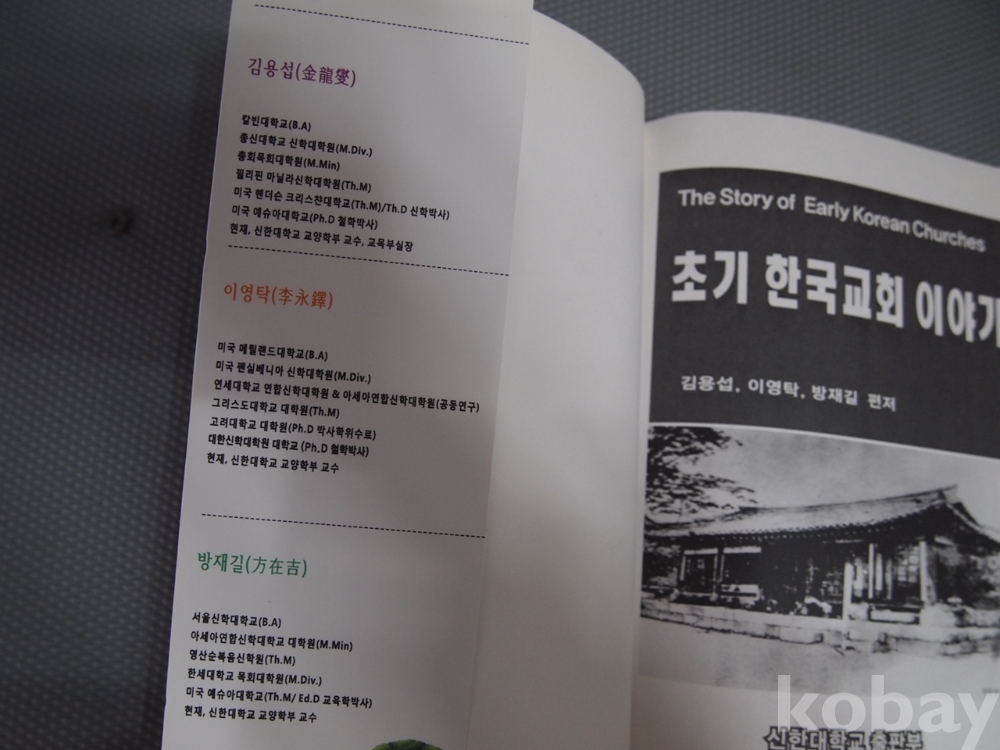 김용섭(金龍燮)
칼빈대학교(B.A)
총신대학교 신학대학원(M.Div.)
총회목회대학원(M.Min)
필리핀 마닐라신학대학원(Th.M)
미국 헨더슨 크리스챤대학교(Th.M)/Th.D 신학박사)
미국 예슈아대학교(Ph.D 철학박사)
현재, 신한대학교 교양학부 교수, 교목부실장
이영탁(李永鐸)
미국 메릴랜드대학교(B.A)
미국 펜실베니아 신학대학원(M.Div.)
연세대학교 연합신학대학원 & 아세아연합신학대학원(공동연구)
그리스도대학교 대학원(Th.M)
고려대학교 대학원(Ph.D 박사학위수료)
대한신학대학원 대학교 (Ph.D 철학박사)
현재, 신한대학교 교양학부 교수
방재길(方在吉)
서울신학대학교(B.A)
아세아연합신학대학교 대학원(M.Min)
영산순복음신학원(Th.M)
한세대학교 목회대학원(M.Div.)
미국 예슈아대학교(Th.M/ Ed.D 교육학박사)
현재, 신한대학교 교양학부 교수
The Story of Early Korean Churches
초기 한국교회 이야기
김용섭, 이영탁, 방재길 편저
신한대학교출판부
kobay